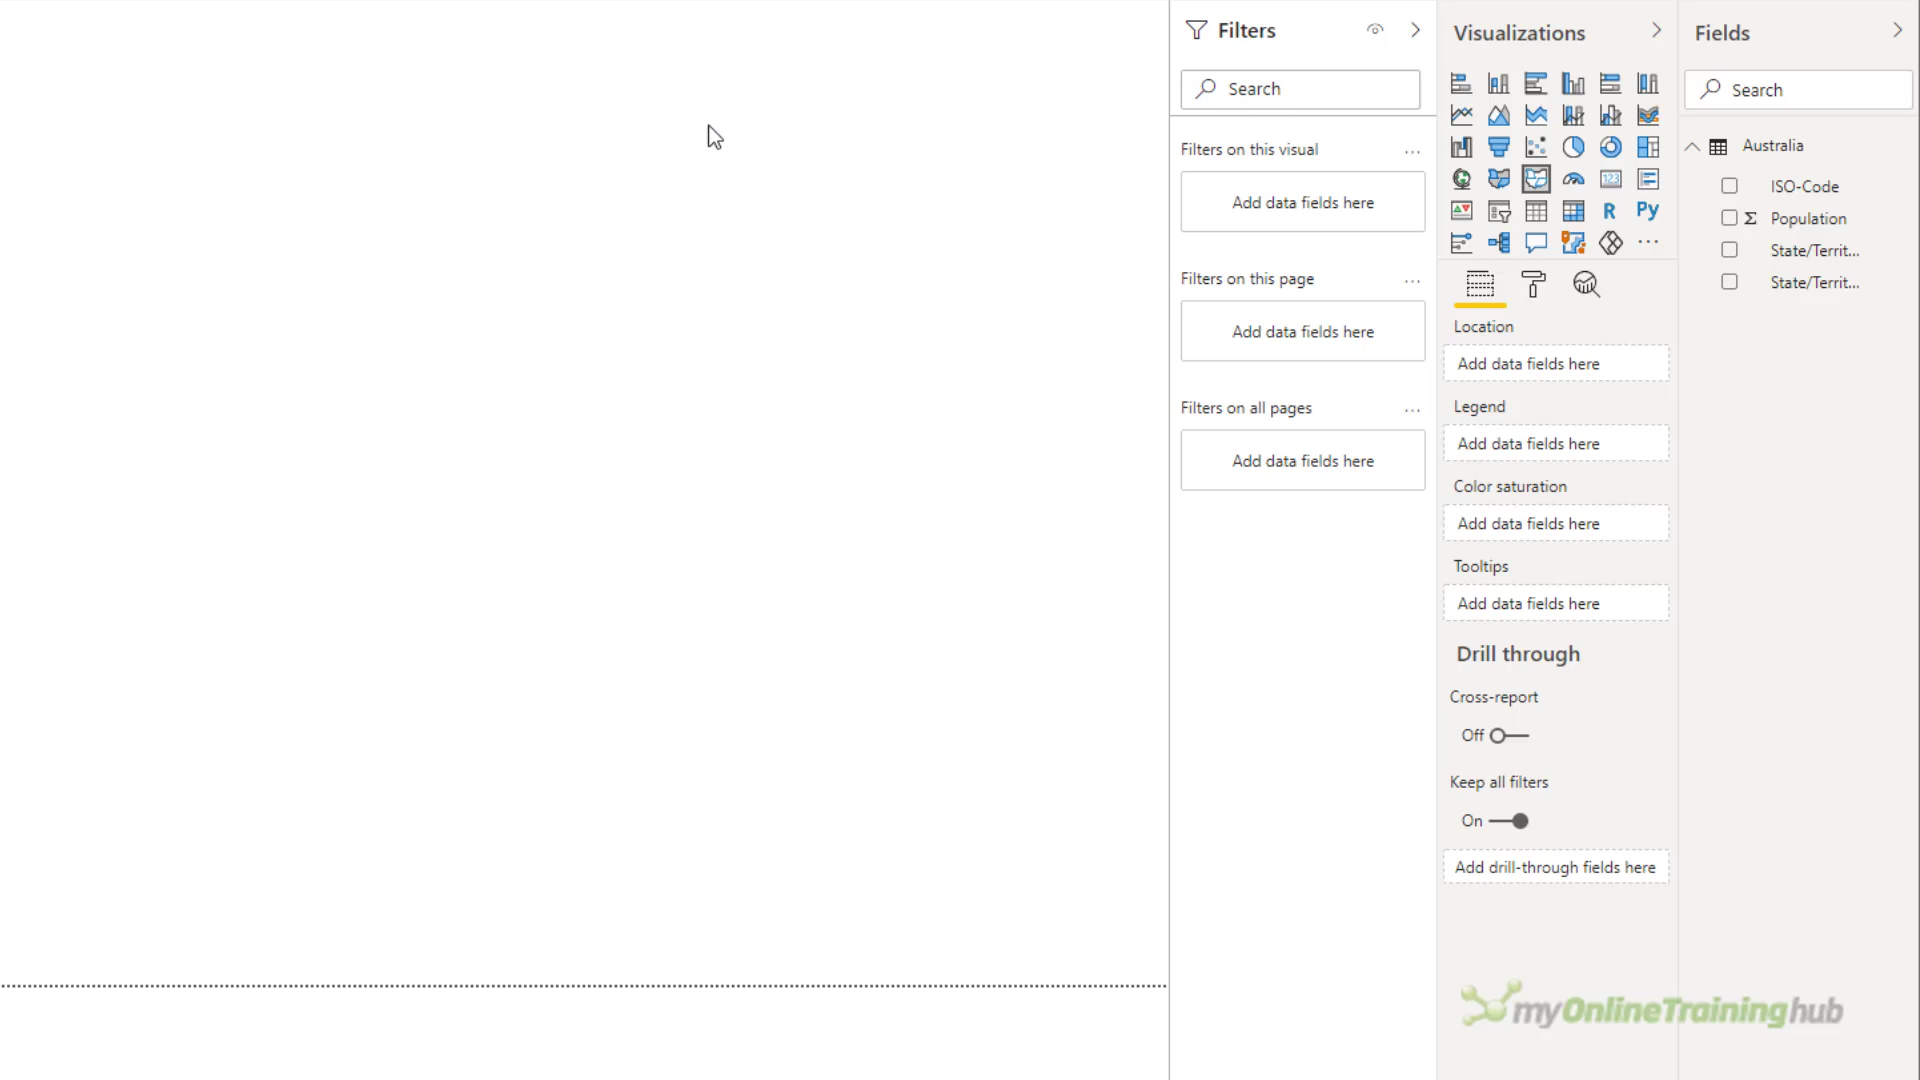 Filters
Search
Filters on this visual
...
Add data fields here
Filters on this page
...
Add data fields here
Filters on all pages
...
Add data fields here
Visualizations
123
R
Py
...
Location
Add data fields here
Legend
Add data fields here
Color saturation
Add data fields here
Tooltips
Add data fields here
Drill through
Cross-report
Off
Keep all filters
On
Add drill-through fields here
Fields
Search
Australia
ISO-Code
Σ Population
State/Territ...
State/Territ...
myOnlineTraininghub